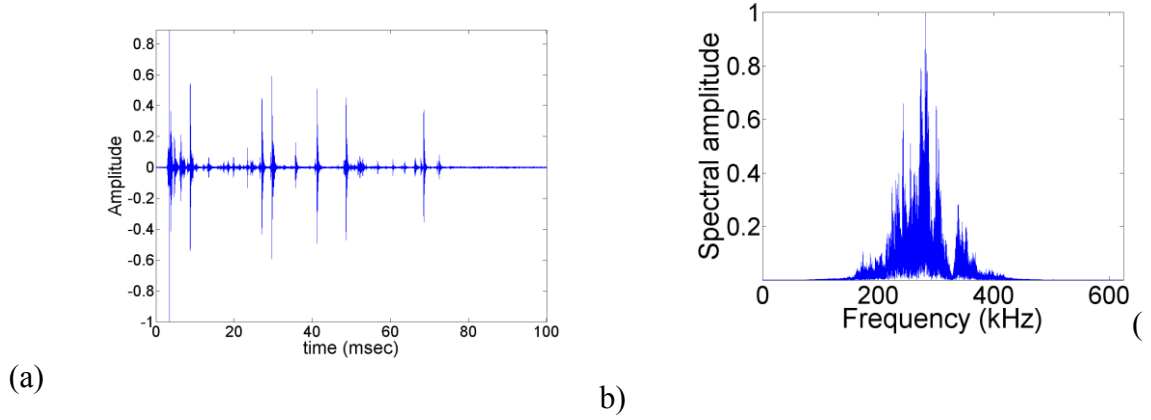 0.8
0.6
0.4
0.2
0
-0.2
-0.4
-0.6
-0.8
-1
Amplitude
0 20 40 60 80 100
time (msec)
(a)
1
0.8
0.6
0.4
0.2
Spectral amplitude
0 200 400 600
Frequency (kHz)
(
b)